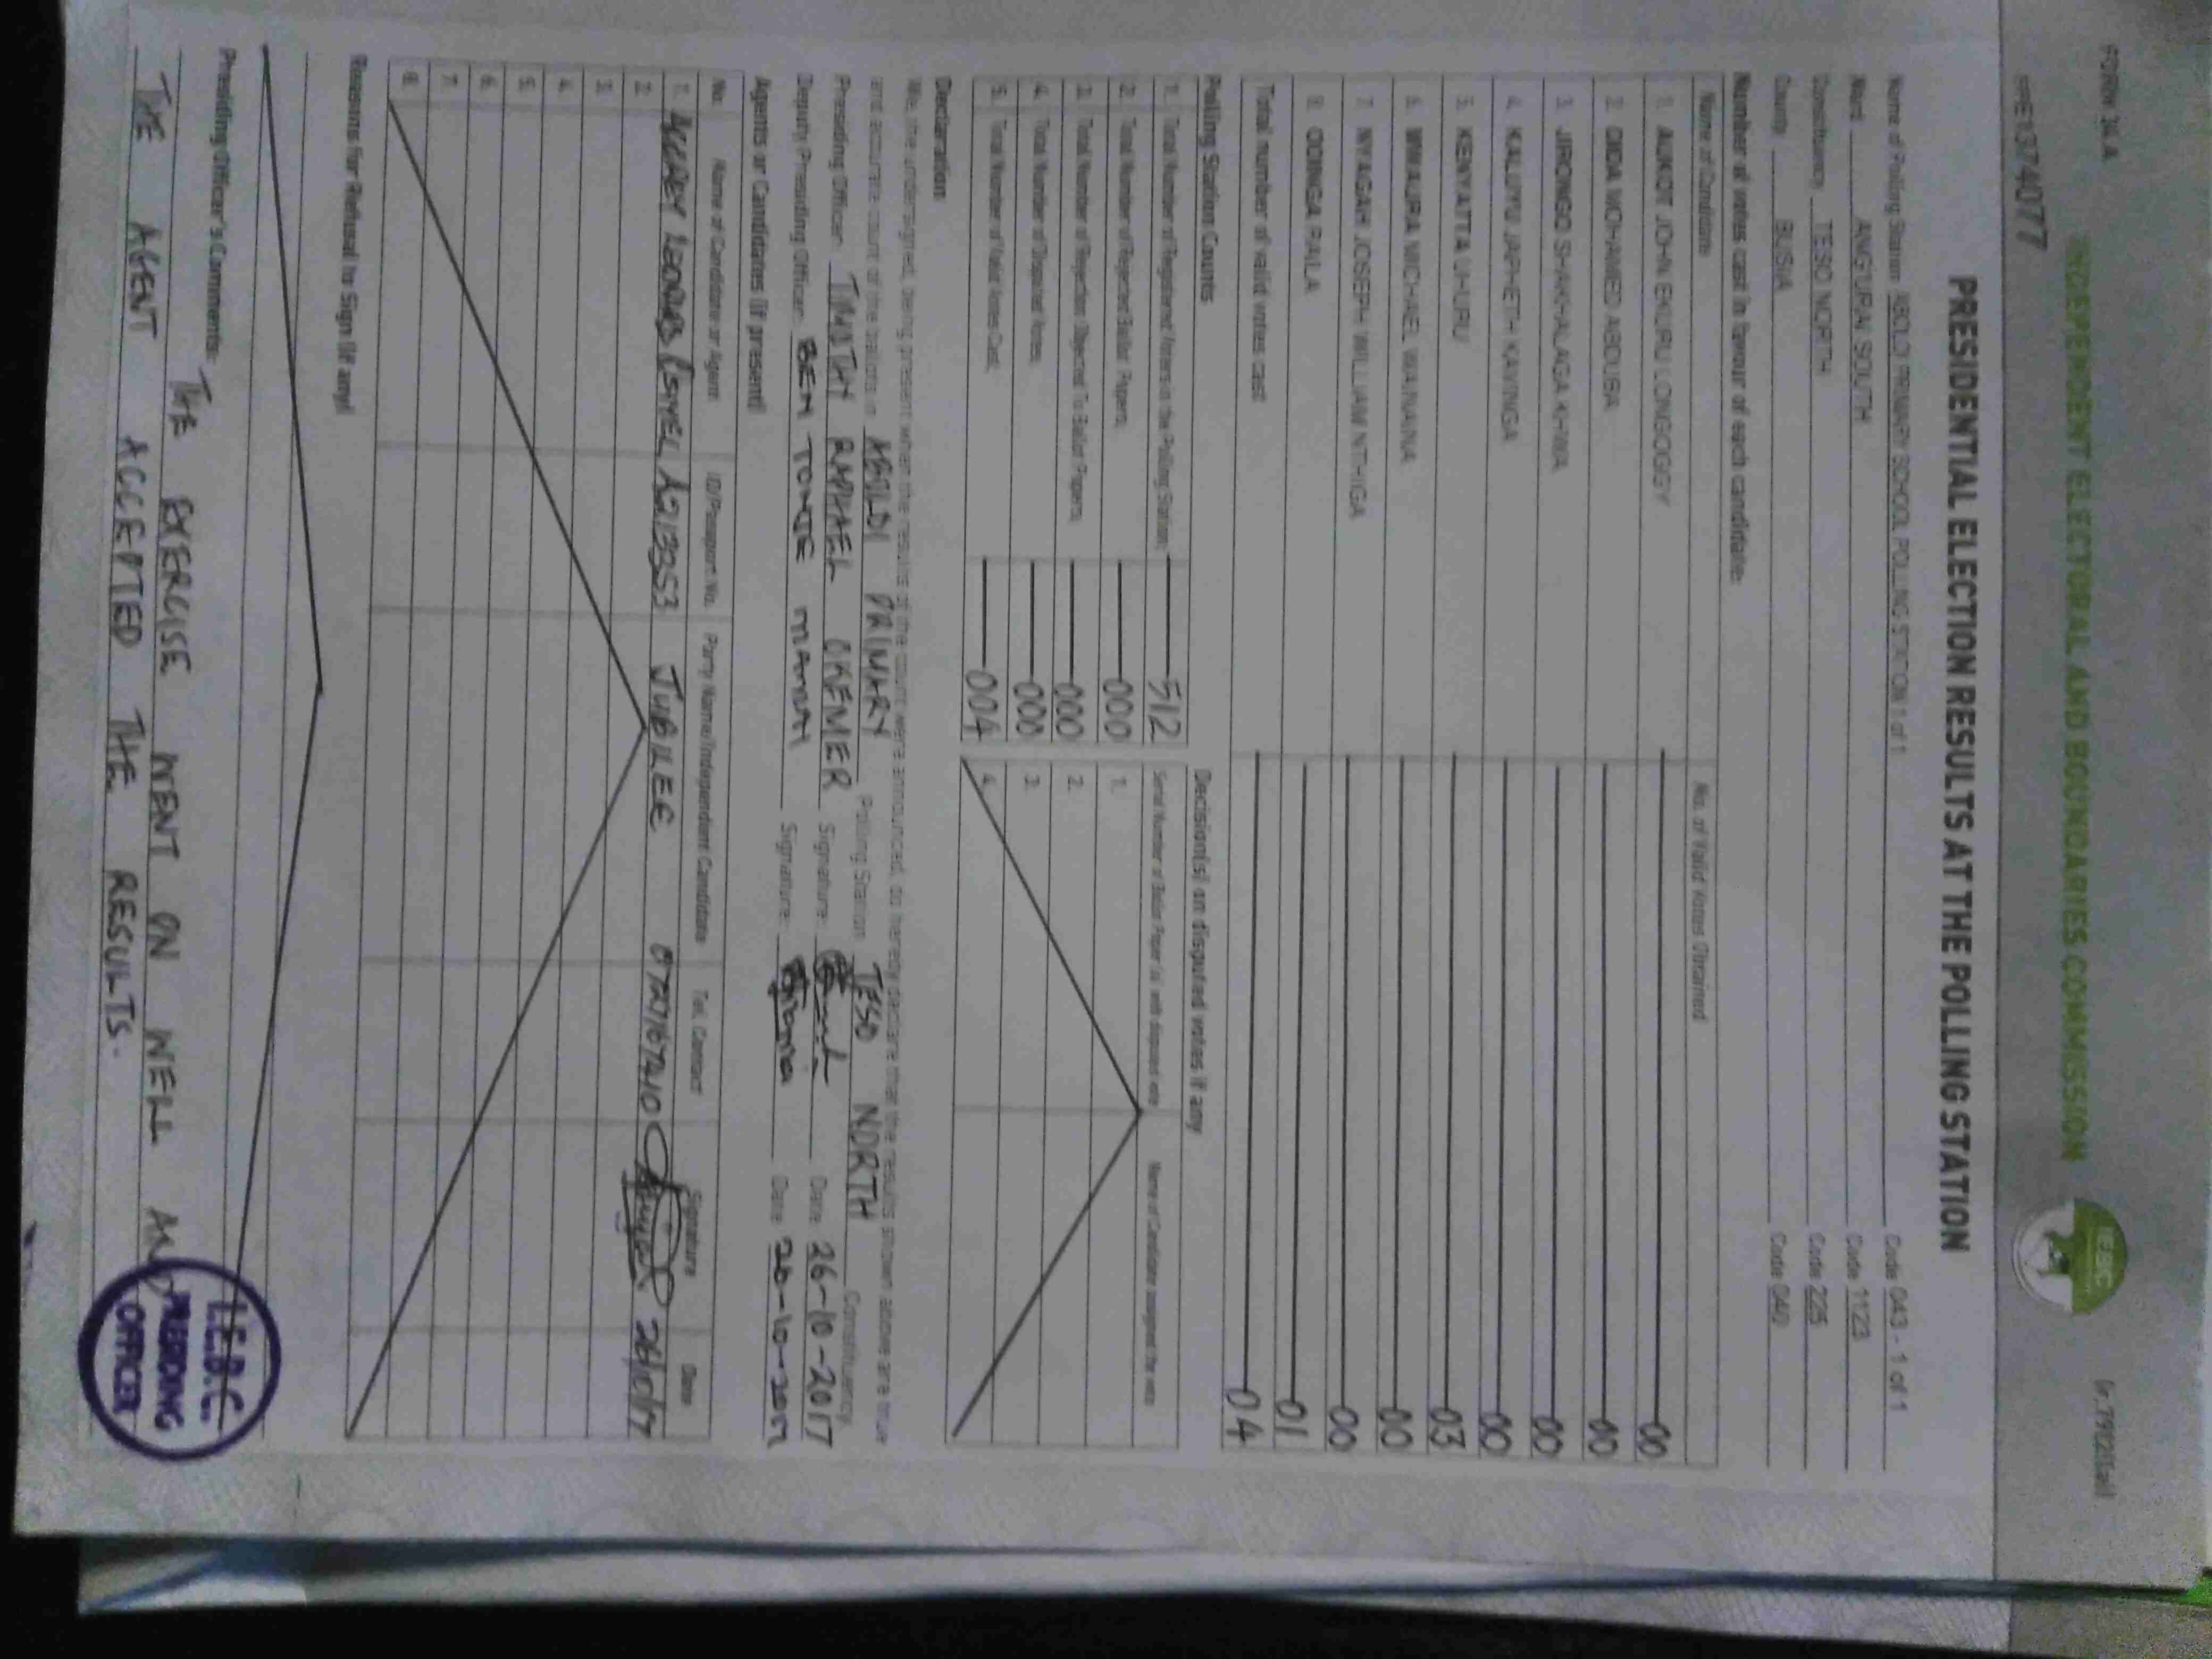 FORM 34 A
INDEPENDENT ELECTORAL AND BOUNDARIES COMMISSION
IEBC
PRE1374077
PRESIDENTIAL ELECTION RESULTS AT THE POLLING STATION
Name of Polling Station ABOLO PRIMARY SCHOOL POLLING STATION 1 of 1 Code 043 - 1 of 1
Ward ANGURAI SOUTH Code 1123
Constituency TESO NORTH Code 225
County BUSIA Code 040
Number of votes cast in favour of each candidate:
Name of Candidate No. of Valid Votes Obtained
1. AUKOT JOHN EKURU LONGOGGY 00
2. DIDA MOHAMED ABDUBA 00
3. JIRONGO SHAKHALAGA KHWA 00
4. KALUYU JAPHETH KAVINGA 00
5. KENYATTA UHURU 03
6. MWAURA MICHAEL WAINAINA 00
7. NYAGAH JOSEPH WILLIAM NTHIGA 00
8. ODINGA RAILA 01
Total number of valid votes cast 04
Polling Station Counts
1. Total Number of Registered Voters in the Polling Station; 512
2. Total Number of Rejected Ballot Papers; 000
3. Total Number of Rejection Objected To Ballot Papers; 000
4. Total Number of Disputed Votes; 000
5. Total Number of Valid Votes Cast; 004
Decision(s) on disputed votes if any
Serial Number of Ballot Paper(s) with disputed vote Name of Candidate assigned the vote
1.
2.
3.
4.
Declaration
We, the undersigned, being present when the results of the count were announced, do hereby declare that the results shown above are true
and accurate count of the ballots in ABOLOI PRIMARY Polling Station TESO NORTH Constituency.
Presiding Officer: TIMOTHY RAPHAEL OKEMER Signature: Date: 26-10-2017
Deputy Presiding Officer: BEN TONGE Signature: Date: 26-10-2017
Agents or Candidates (if present)
No. Name of Candidate or Agent ID/Passport No. Party Name/Independent Candidate Tel. Contact Signature Date
1. JUBILEE 26/10/17
2.
3.
4.
5.
6.
7.
8.
Reasons for Refusal to Sign (if any)
Presiding Officer's Comments: THE EXERCISE WENT ON WELL AND
THE AGENT ACCEPTED THE RESULTS.
I.E.B.C.
PRESIDING
OFFICER